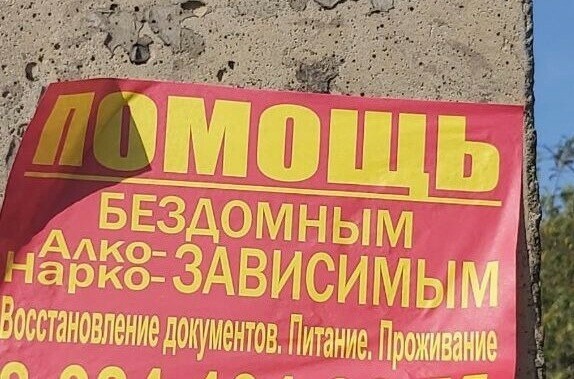 ПОМОЩЬ
БЕЗДОМНЫМ
Алко-
Нарко-ЗАВИСИМЫМ
Восстановление документов. Питание. Проживание